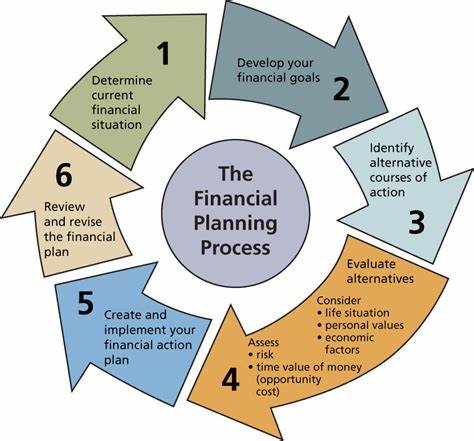 The
Financial
Planning
Process
1
Determine
current
financial
situation
Develop your
financial goals
2
Identify
alternative
courses of
action
3
Evaluate
alternatives
Consider
• life situation
• personal values
• economic
factors
Assess
• risk
• time value of money
(opportunity
cost)
4
5
Create and
implement your
financial action
plan
6
Review
and revise
the financial
plan